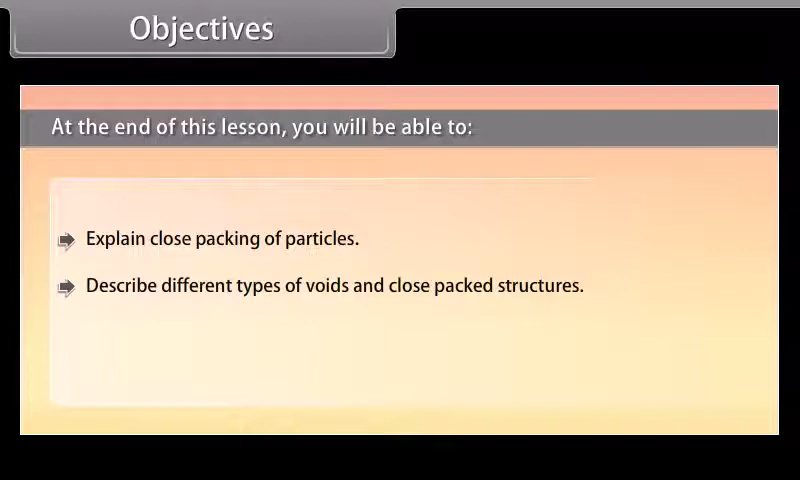 Objectives
At the end of this lesson, you will be able to:
Explain close packing of particles.
Describe different types of voids and close packed structures.